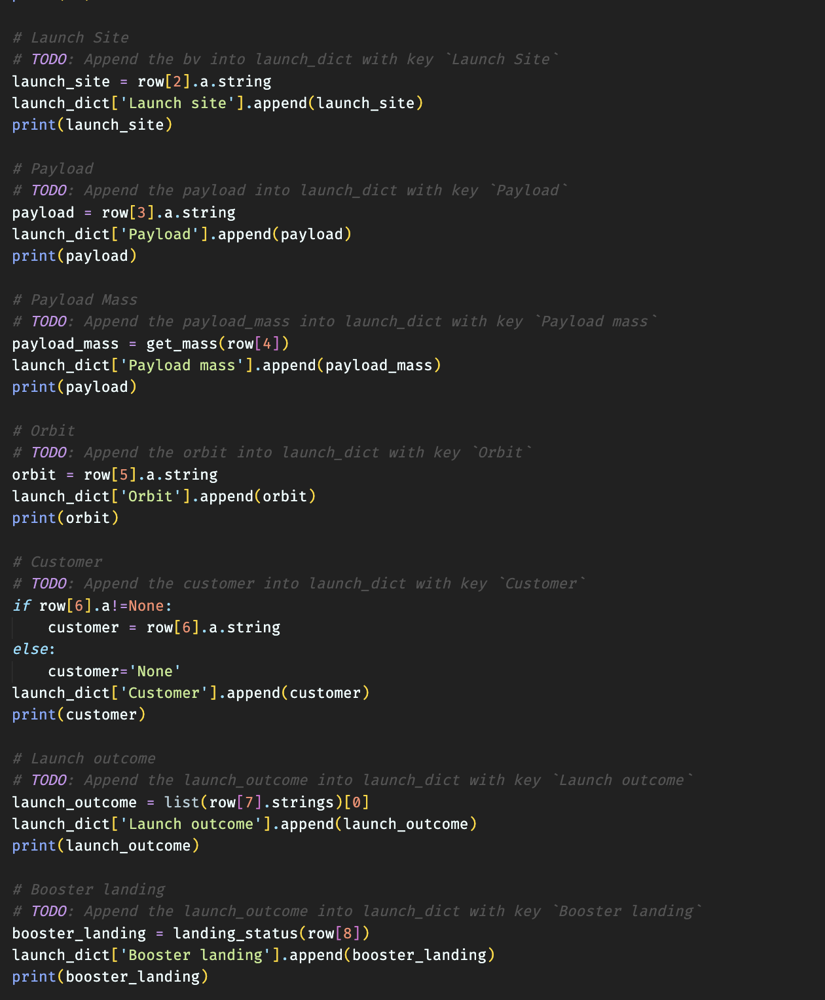 # Launch Site
# TODO: Append the bv into launch_dict with key `Launch Site`
launch_site = row[2].a.string
launch_dict['Launch site'].append(launch_site)
print(launch_site)

# Payload
# TODO: Append the payload into launch_dict with key `Payload`
payload = row[3].a.string
launch_dict['Payload'].append(payload)
print(payload)

# Payload Mass
# TODO: Append the payload_mass into launch_dict with key `Payload mass`
payload_mass = get_mass(row[4])
launch_dict['Payload mass'].append(payload_mass)
print(payload)

# Orbit
# TODO: Append the orbit into launch_dict with key `Orbit`
orbit = row[5].a.string
launch_dict['Orbit'].append(orbit)
print(orbit)

# Customer
# TODO: Append the customer into launch_dict with key `Customer`
if row[6].a!=None:
    customer = row[6].a.string
else:
    customer='None'
launch_dict['Customer'].append(customer)
print(customer)

# Launch outcome
# TODO: Append the launch_outcome into launch_dict with key `Launch outcome`
launch_outcome = list(row[7].strings)[0]
launch_dict['Launch outcome'].append(launch_outcome)
print(launch_outcome)

# Booster landing
# TODO: Append the launch_outcome into launch_dict with key `Booster landing`
booster_landing = landing_status(row[8])
launch_dict['Booster landing'].append(booster_landing)
print(booster_landing)